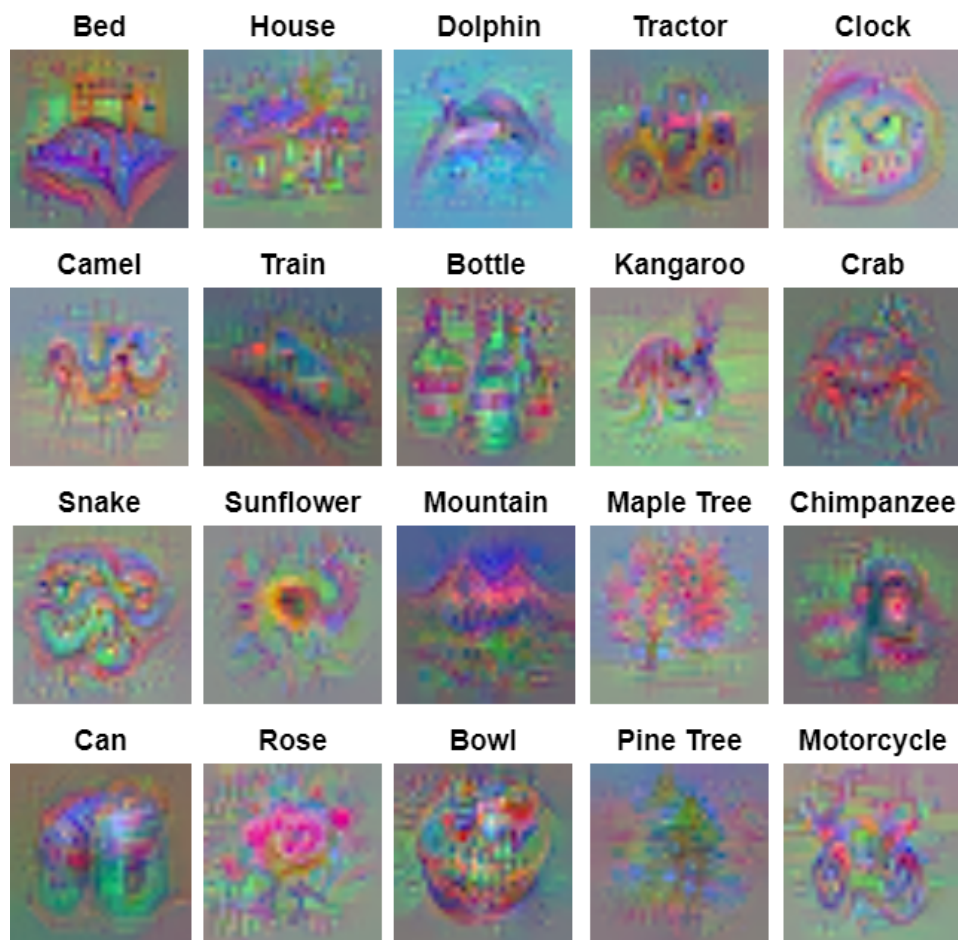 Bed House Dolphin Tractor Clock
Camel Train Bottle Kangaroo Crab
Snake Sunflower Mountain Maple Tree Chimpanzee
Can Rose Bowl Pine Tree Motorcycle